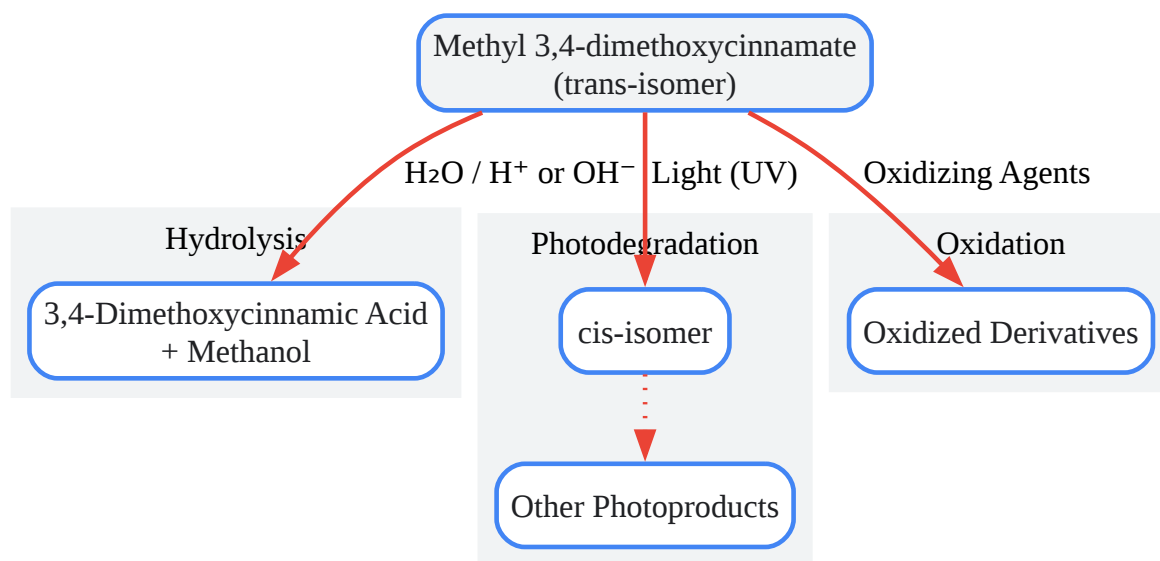 Methyl 3,4-dimethoxycinnamate
(trans-isomer)
H₂O / H⁺ or OH⁻
Light (UV)
Oxidizing Agents
Hydrolysis
Photodegradation
Oxidation
3,4-Dimethoxycinnamic Acid
+ Methanol
cis-isomer
Oxidized Derivatives
Other Photoproducts